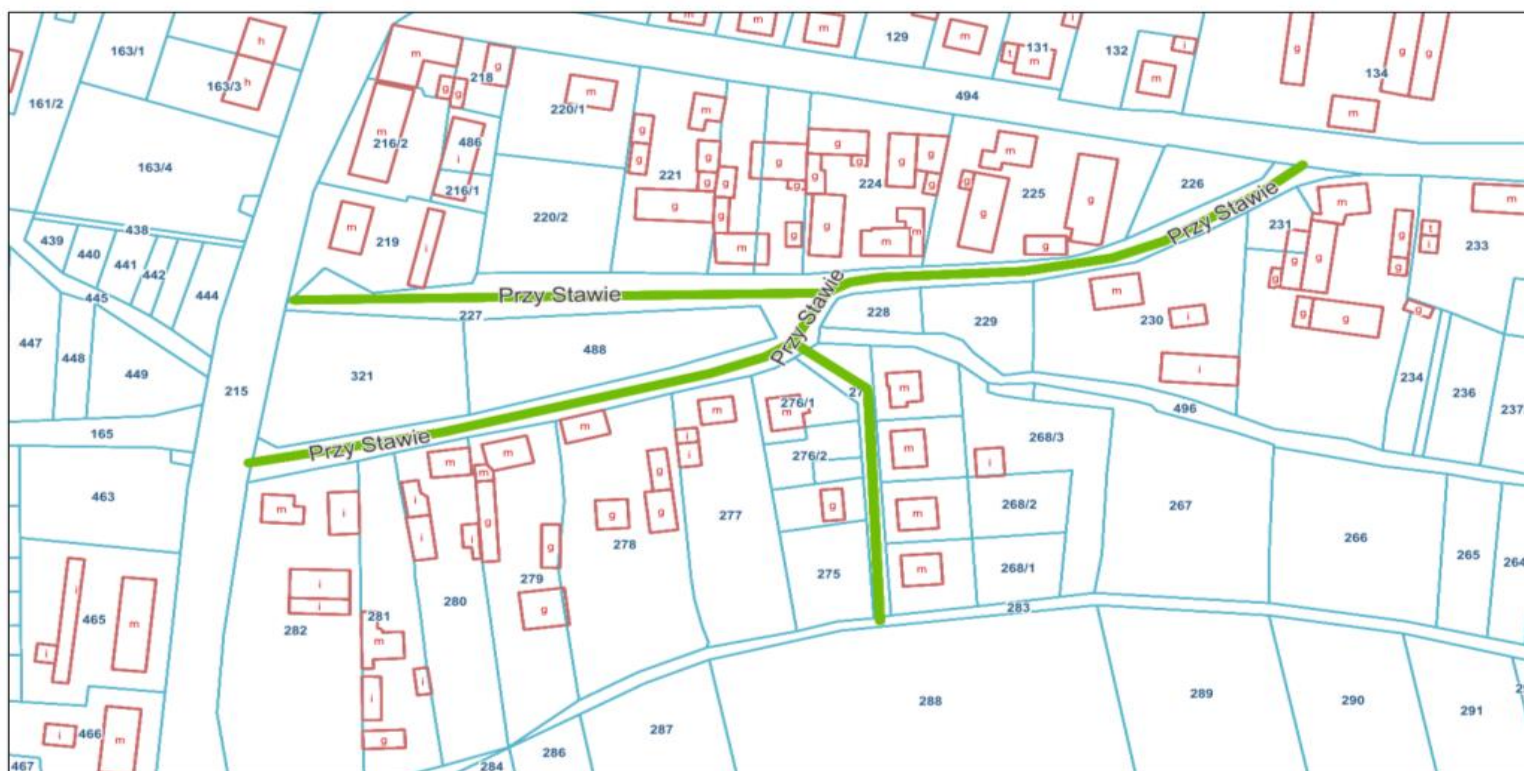 m
m
m
129
m
i
131
t
m
132
i
m
g
g
g
134
m
163/1
h
h
163/3
161/2
m
g
218
g
g
m
220/1
494
m
216/2
486
i
216/1
163/4
220/2
g
g
221
m
g
g
g
g
g
m
g
g
g
g
g
224
g
g
g
m
m
m
225
g
g
g
g
226
Przy Stawie
231
m
g
g
g
g
g
t
i
m
233
438
439
440
441
442
444
445
m
219
i
Przy Stawie
227
Przy Stawie
228
229
m
230
i
i
g
g
g
447
448
449
215
321
488
234
236
237
496
165
Przy Stawie
276/1
m
m
m
m
m
m
i
i
g
g
276/2
m
i
268/3
463
m
i
i
i
m
g
i
g
g
278
277
g
m
268/2
267
266
265
264
i
i
279
g
280
275
m
268/1
283
465
i
m
i
282
281
m
i
i
g
288
289
290
291
466
i
m
467
284
286
287